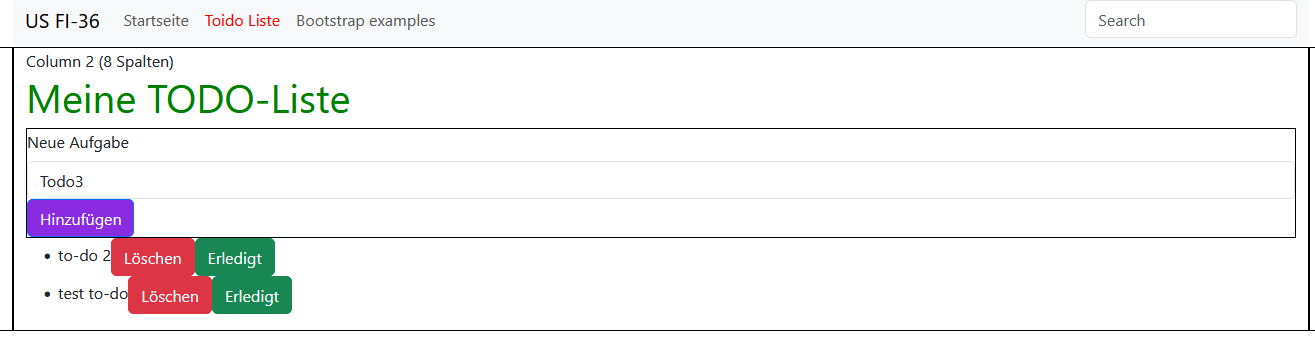 US FI-36 Startseite Toido Liste Bootstrap examples Search
Column 2 (8 Spalten)
Meine TODO-Liste
Neue Aufgabe
Todo3
Hinzufügen
to-do 2 Löschen Erledigt
test to-do Löschen Erledigt